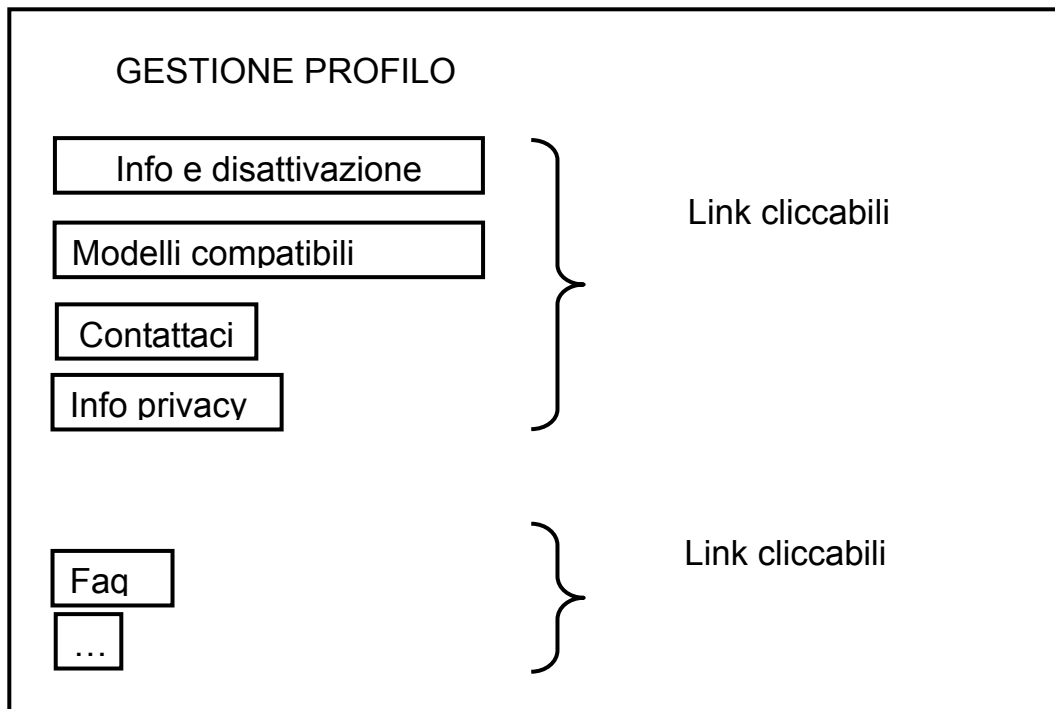 GESTIONE PROFILO
Info e disattivazione
Link cliccabili
Modelli compatibili
Contattaci
Info privacy
Link cliccabili
Faq
…